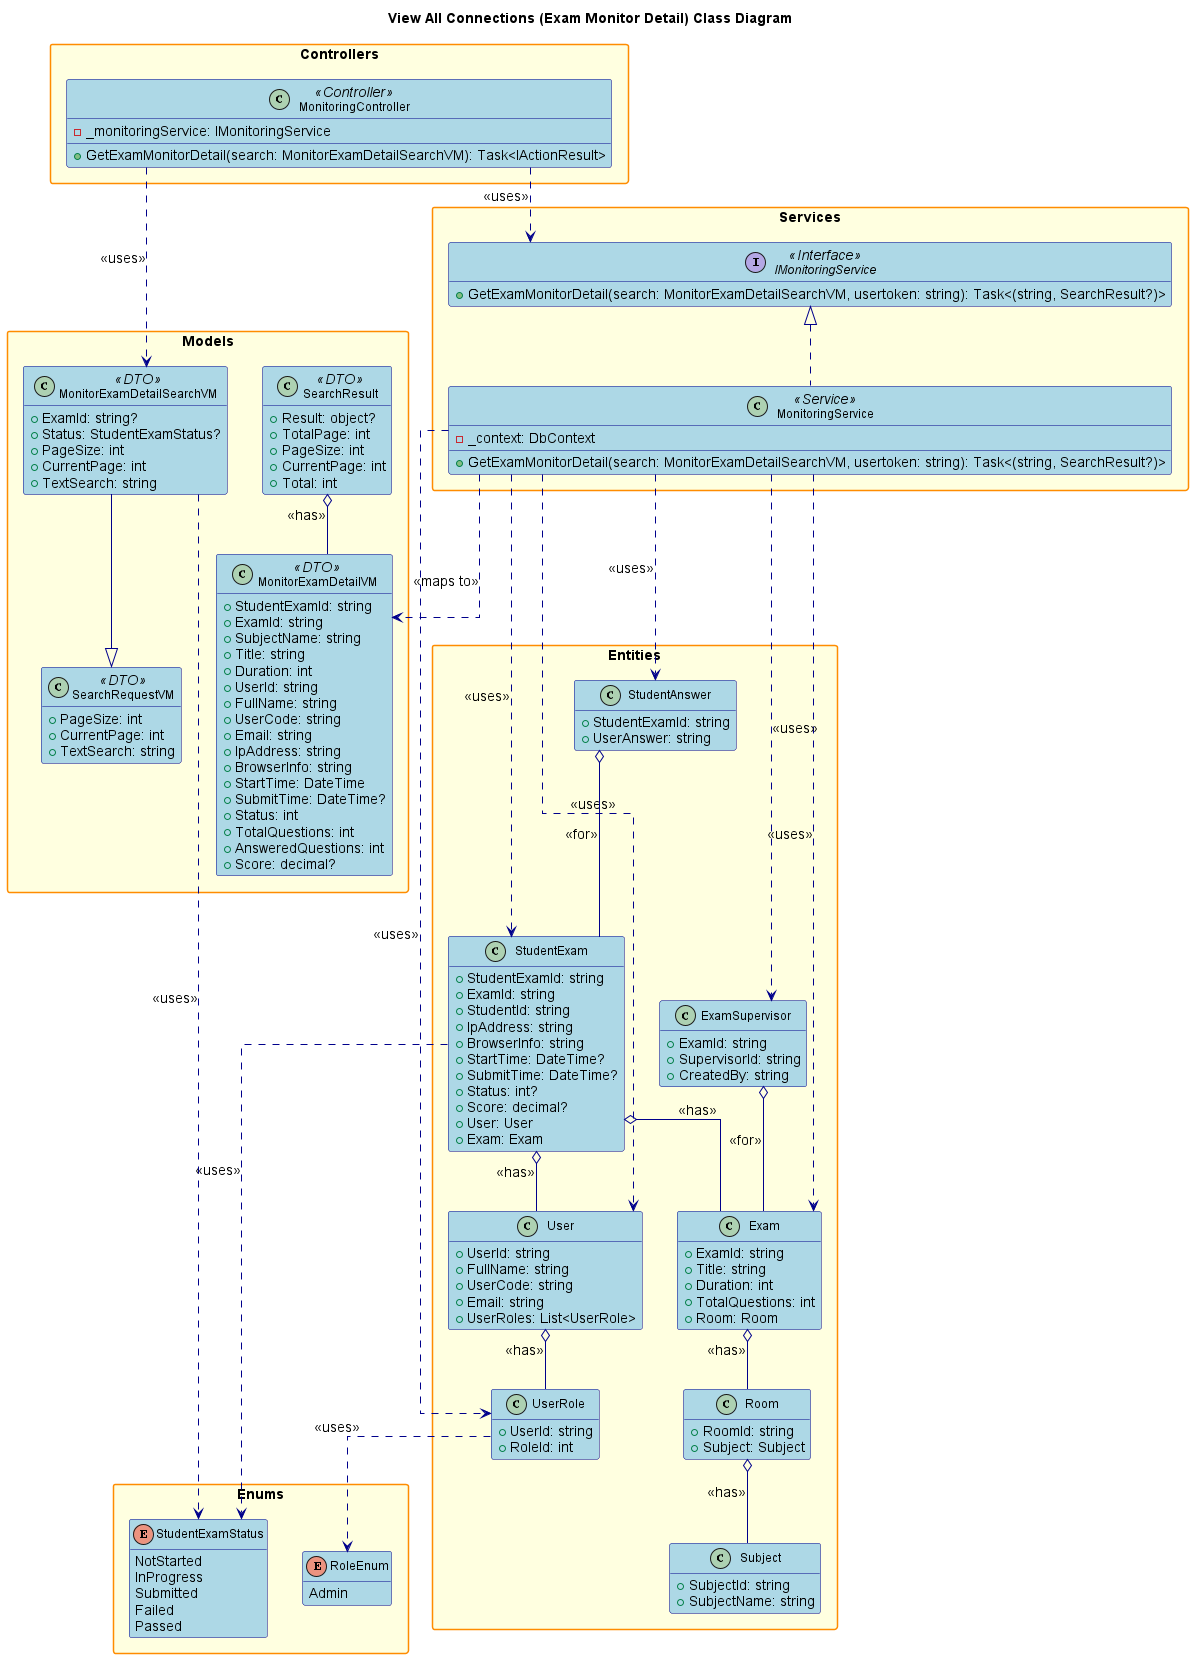 View All Connections (Exam Monitor Detail) Class Diagram
Controllers
C
«Controller»
MonitoringController
_monitoringService: IMonitoringService
GetExamMonitorDetail(search: MonitorExamDetailSearchVM): Task<IActionResult>
«uses»
«uses»
Services
I
«Interface»
IMonitoringService
GetExamMonitorDetail(search: MonitorExamDetailSearchVM, usertoken: string): Task<(string, SearchResult?)>
C
«Service»
MonitoringService
_context: DbContext
GetExamMonitorDetail(search: MonitorExamDetailSearchVM, usertoken: string): Task<(string, SearchResult?)>
Models
C
«DTO»
MonitorExamDetailSearchVM
ExamId: string?
Status: StudentExamStatus?
PageSize: int
CurrentPage: int
TextSearch: string
C
«DTO»
SearchResult
Result: object?
TotalPage: int
PageSize: int
CurrentPage: int
Total: int
«has»
C
«DTO»
MonitorExamDetailVM
StudentExamId: string
ExamId: string
SubjectName: string
Title: string
Duration: int
UserId: string
FullName: string
UserCode: string
Email: string
IpAddress: string
BrowserInfo: string
StartTime: DateTime
SubmitTime: DateTime?
Status: int
TotalQuestions: int
AnsweredQuestions: int
Score: decimal?
C
«DTO»
SearchRequestVM
PageSize: int
CurrentPage: int
TextSearch: string
«maps to»
«uses»
«uses»
«uses»
«uses»
«uses»
«uses»
«uses»
«uses»
Entities
C
StudentAnswer
StudentExamId: string
UserAnswer: string
«for»
C
StudentExam
StudentExamId: string
ExamId: string
StudentId: string
IpAddress: string
BrowserInfo: string
StartTime: DateTime?
SubmitTime: DateTime?
Status: int?
Score: decimal?
User: User
Exam: Exam
C
ExamSupervisor
ExamId: string
SupervisorId: string
CreatedBy: string
«has»
«for»
«has»
C
User
UserId: string
FullName: string
UserCode: string
Email: string
UserRoles: List<UserRole>
C
Exam
ExamId: string
Title: string
Duration: int
TotalQuestions: int
Room: Room
«has»
«has»
C
UserRole
UserId: string
RoleId: int
C
Room
RoomId: string
Subject: Subject
«uses»
«has»
C
Subject
SubjectId: string
SubjectName: string
Enums
E
StudentExamStatus
NotStarted
InProgress
Submitted
Failed
Passed
E
RoleEnum
Admin